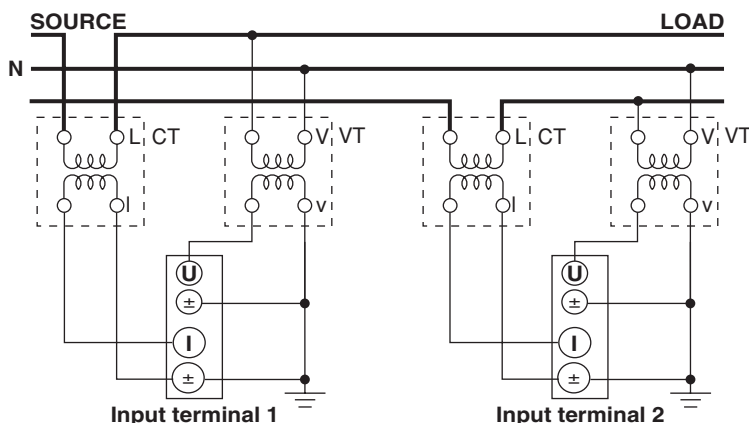 SOURCE LOAD
N
L CT V VT L CT V VT
l v l v
U U
± ±
I I
± ±
Input terminal 1 Input terminal 2